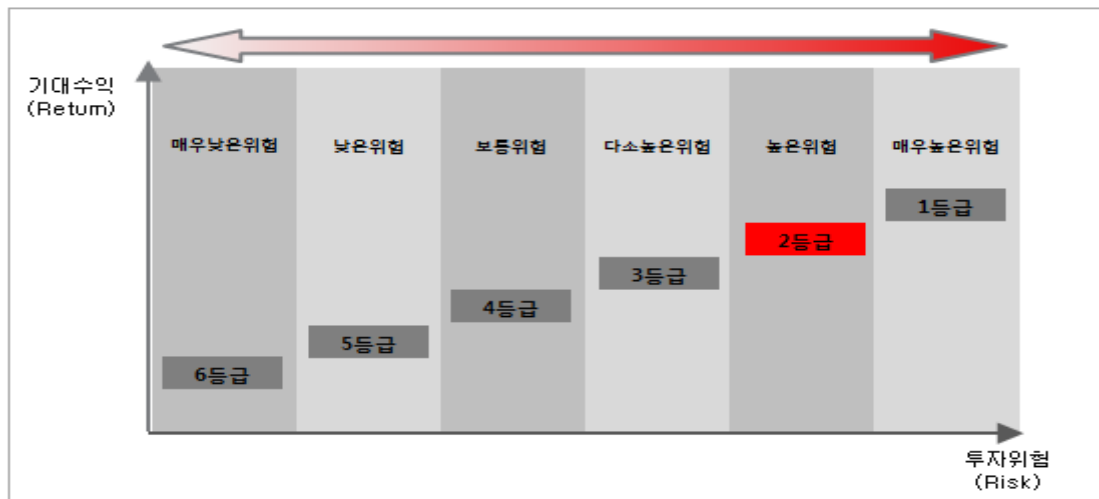 기대수익
(Retum)
매우낮은위험
낮은위험
보통위험
다소높은위험
높은위험
매우높은위험
1등급
2등급
3등급
4등급
5등급
6등급
투자위험
(Risk)